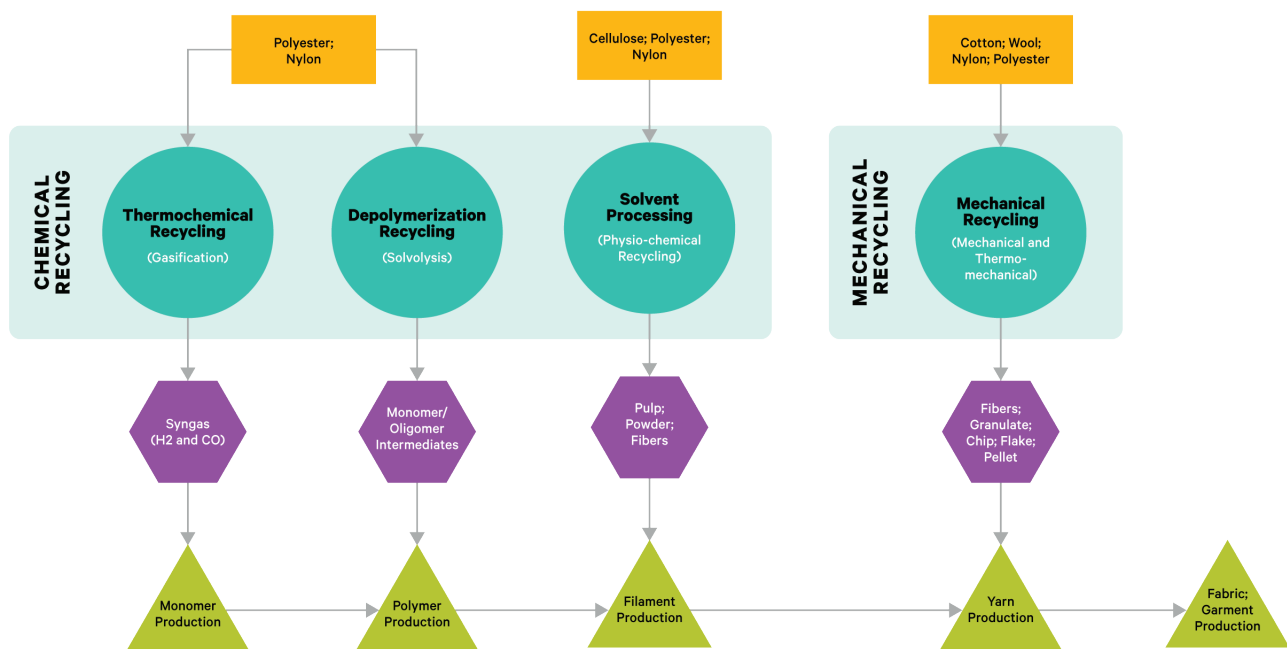 Polyester;
Nylon
Cellulose; Polyester;
Nylon
Cotton; Wool;
Nylon; Polyester
CHEMICAL
RECYCLING
Thermochemical
Recycling
(Gasification)
Depolymerization
Recycling
(Solvolysis)
Solvent
Processing
(Physio-chemical
Recycling)
MECHANICAL
RECYCLING
Mechanical
Recycling
(Mechanical and
Thermo-
mechanical)
Syngas
(H2 and CO)
Monomer/
Oligomer
Intermediates
Pulp;
Powder;
Fibers
Fibers;
Granulate;
Chip; Flake;
Pellet
Monomer
Production
Polymer
Production
Filament
Production
Yarn
Production
Fabric;
Garment
Production